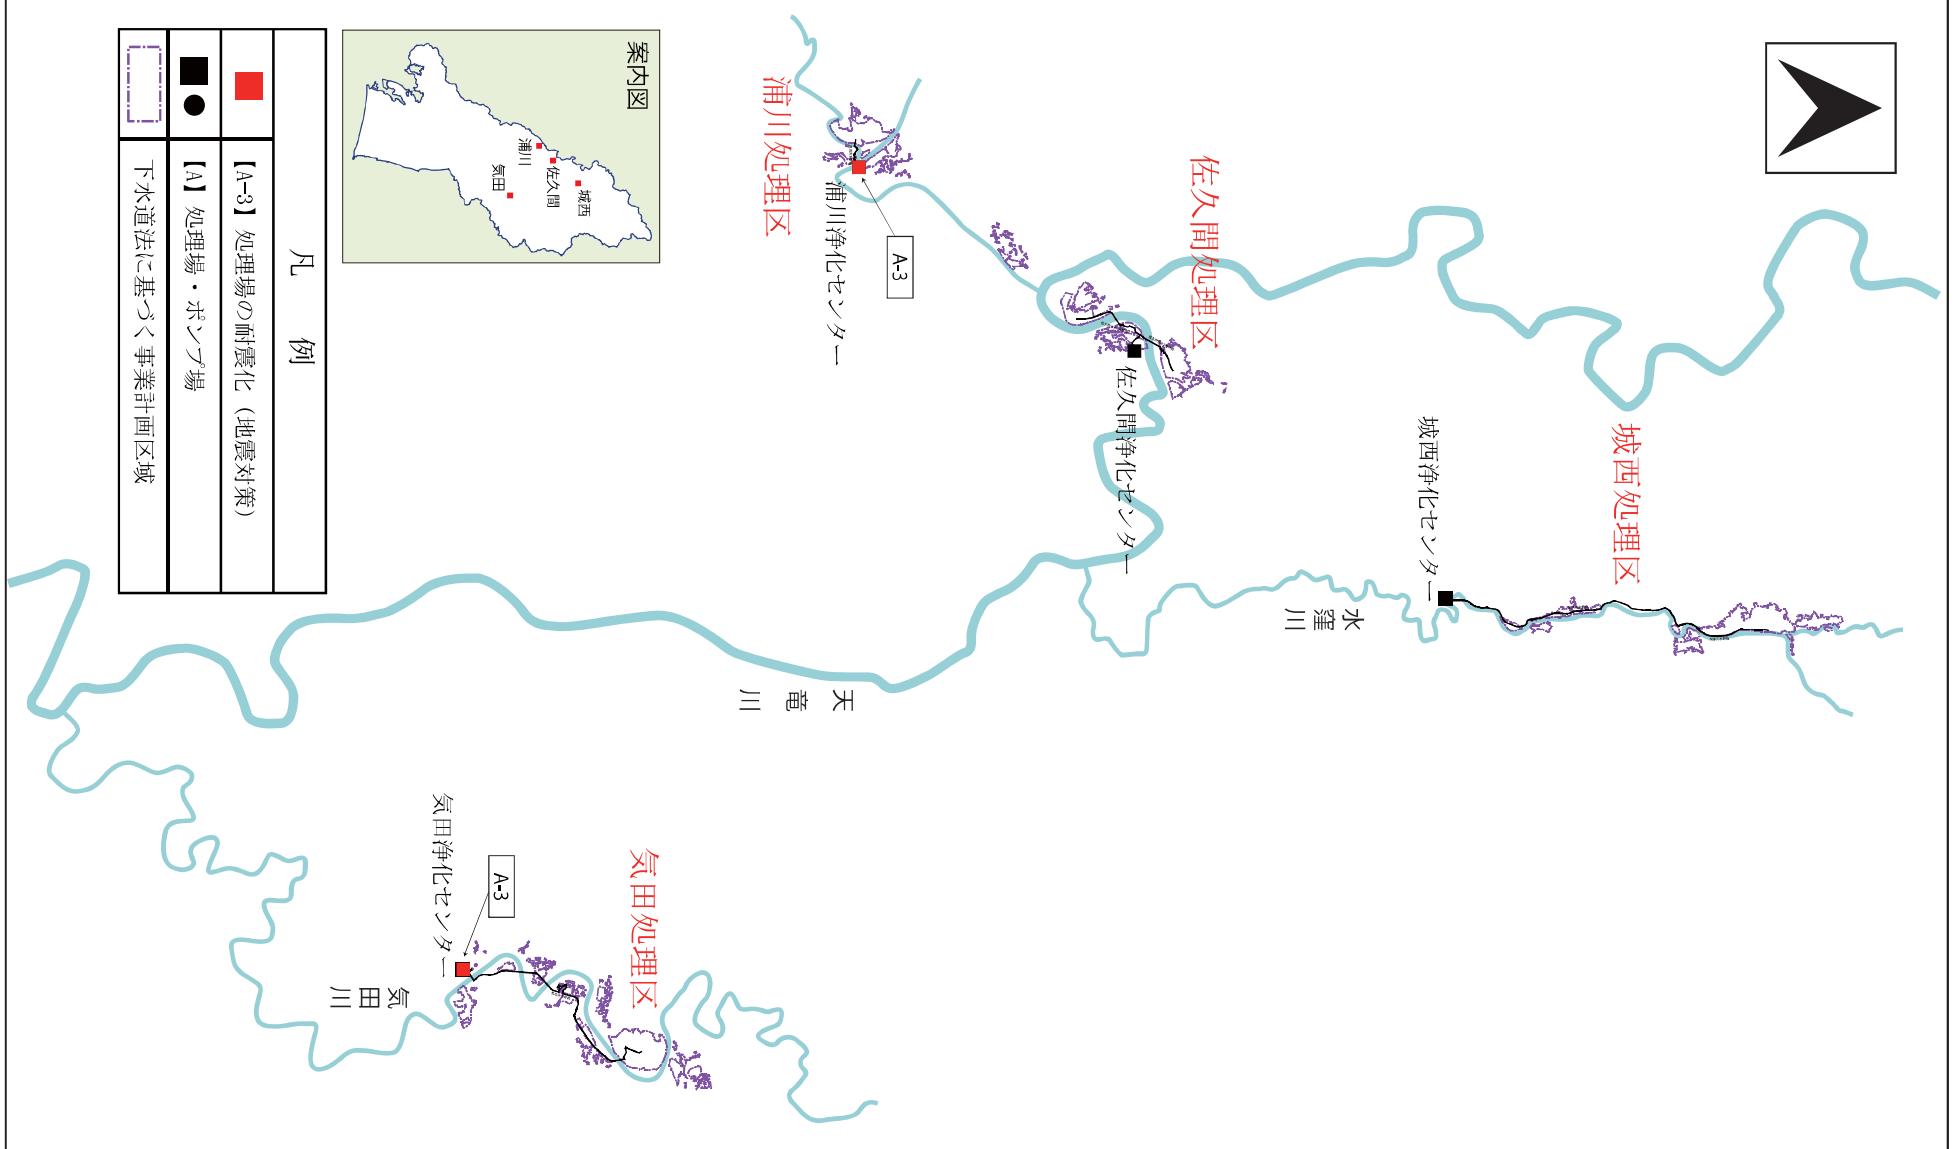 城西処理区
城西浄化センター
水窪川
佐久間処理区
佐久間浄化センター
浦川処理区
浦川浄化センター
A-3
天竜川
気田処理区
気田浄化センター
A-3
気田川
案内図
城西
佐久間
浦川
気田
凡 例
【A-3】処理場の耐震化（地震対策）
【A】処理場・ポンプ場
下水道法に基づく事業計画区域